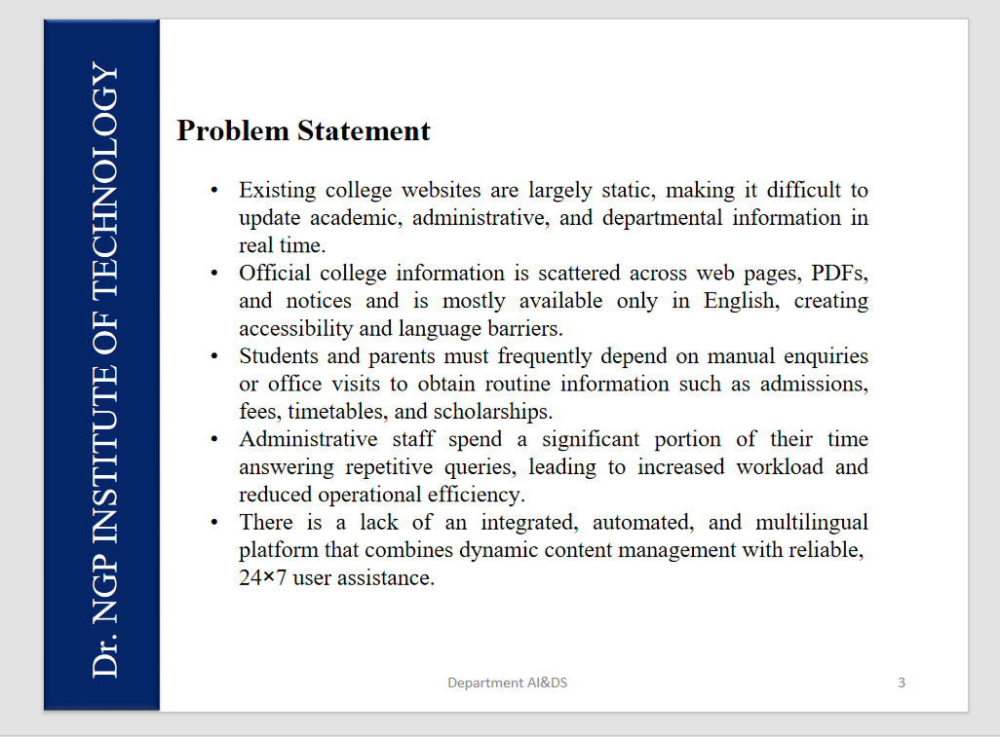 Dr. NGP INSTITUTE OF TECHNOLOGY
Problem Statement
• Existing college websites are largely static, making it difficult to
update academic, administrative, and departmental information in
real time.
• Official college information is scattered across web pages, PDFs,
and notices and is mostly available only in English, creating
accessibility and language barriers.
• Students and parents must frequently depend on manual enquiries
or office visits to obtain routine information such as admissions,
fees, timetables, and scholarships.
• Administrative staff spend a significant portion of their time
answering repetitive queries, leading to increased workload and
reduced operational efficiency.
• There is a lack of an integrated, automated, and multilingual
platform that combines dynamic content management with reliable,
24×7 user assistance.
Department AI&DS
3